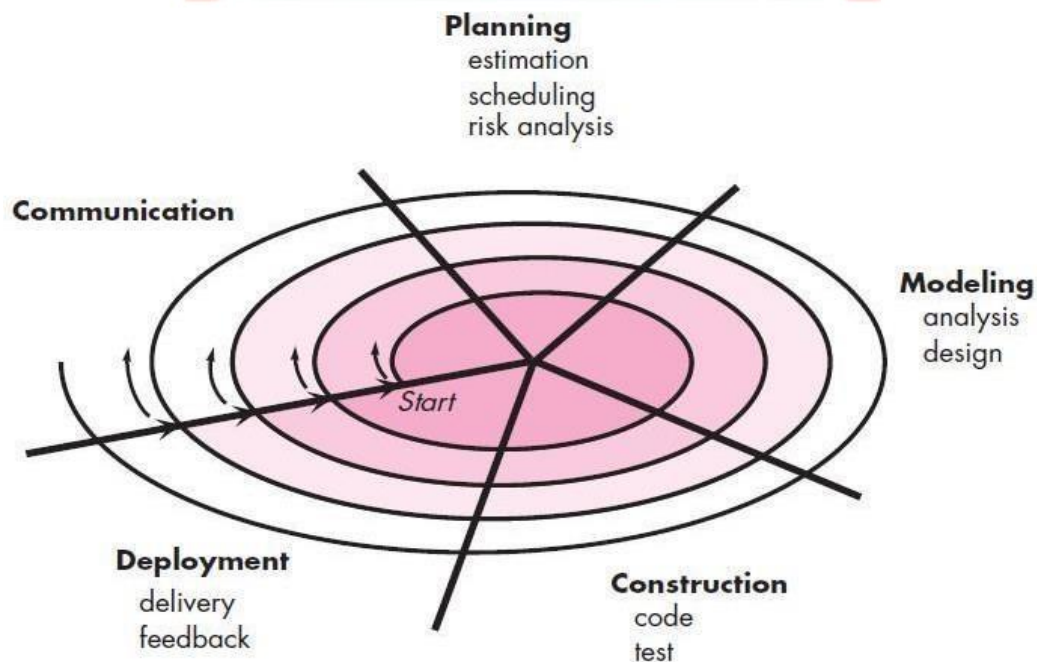 Planning
estimation
scheduling
risk analysis
Communication
Modeling
analysis
design
Start
Deployment
delivery
feedback
Construction
code
test